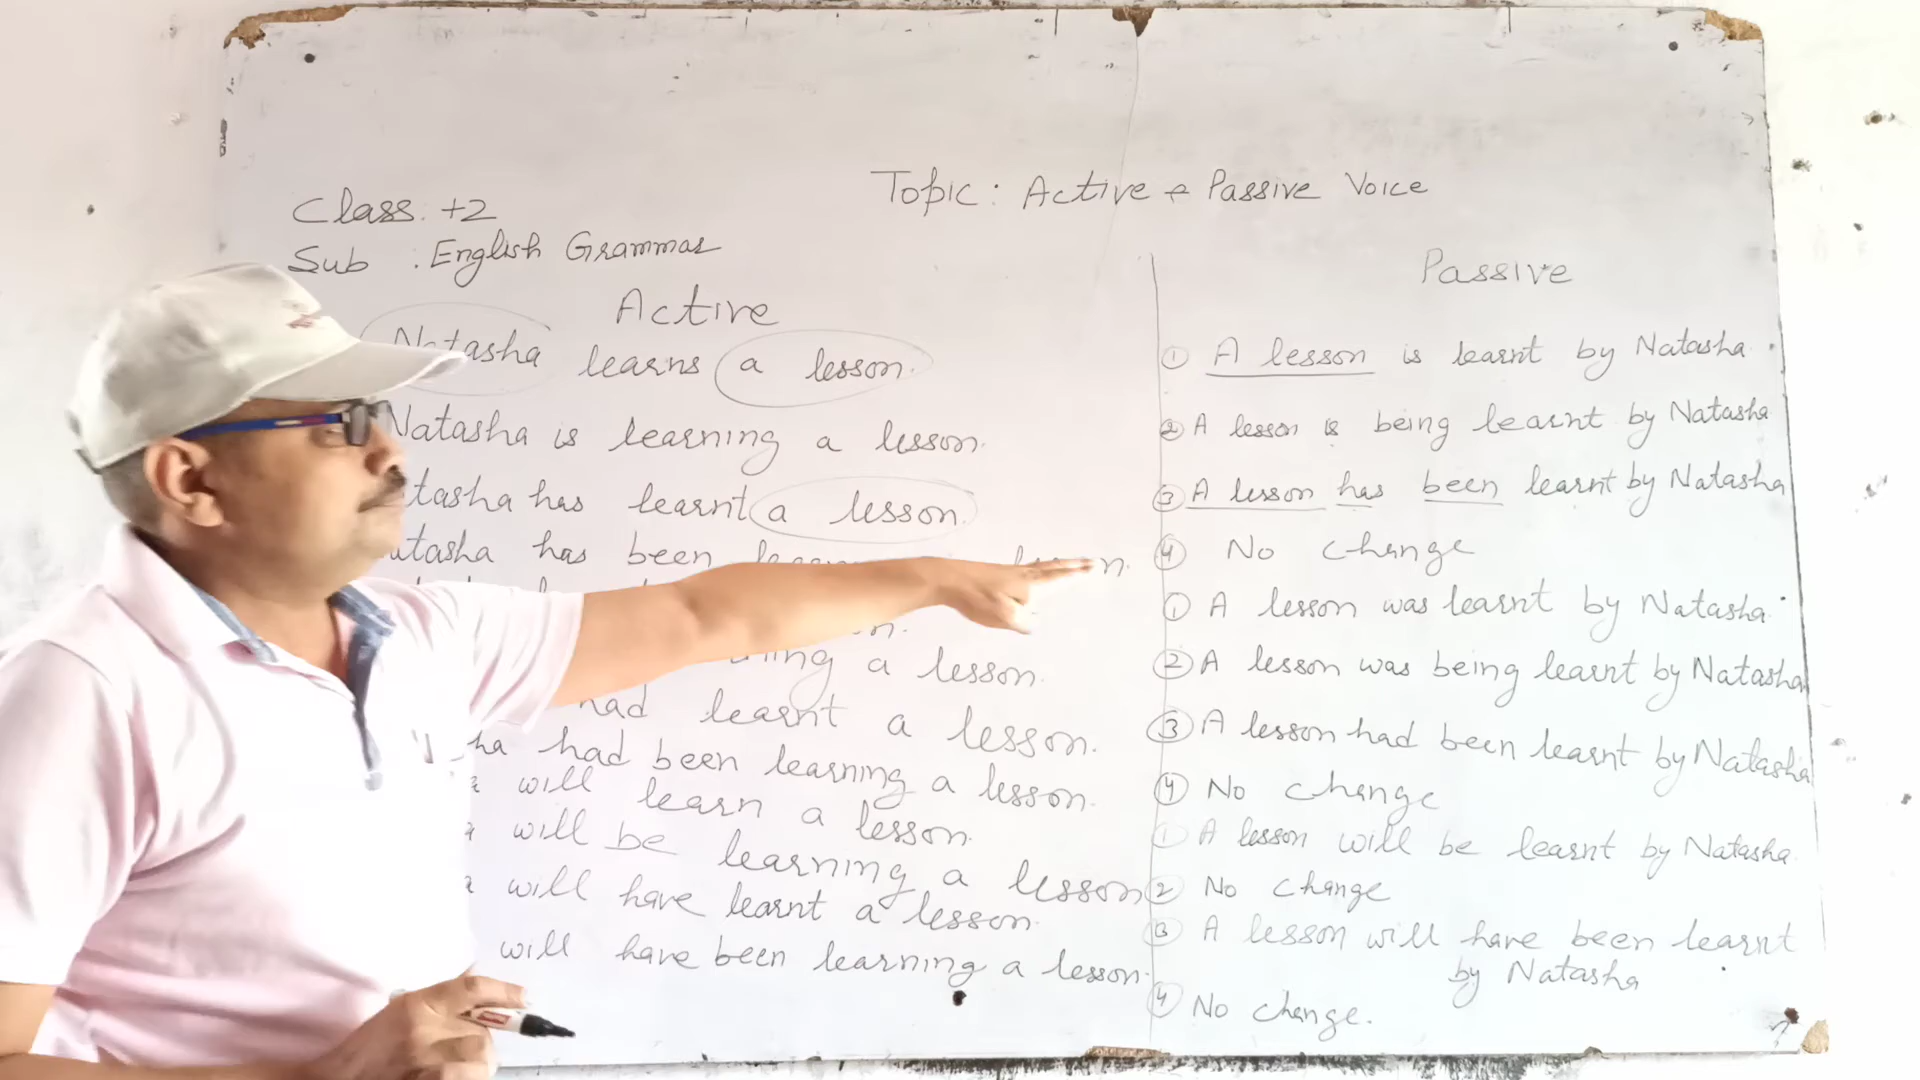 Topic: Active & Passive Voice
Class: +2
Sub : English Grammar
Active
Natasha learns a lesson.
Natasha is learning a lesson.
tasha has learnt a lesson.
atasha has been
a lesson.
had learnt a lesson.
ha had been learning a lesson.
will learn a lesson.
will be learning a lesson
will have learnt a lesson.
will have been learning a lesson.
Passive
① A lesson is learnt by Natasha.
② A lesson is being learnt by Natasha
③ A lesson has been learnt by Natasha
④ No change
① A lesson was learnt by Natasha.
② A lesson was being learnt by Natasha
③ A lesson had been learnt by Natasha
④ No change
① A lesson will be learnt by Natasha.
② No change
③ A lesson will have been learnt
by Natasha
④ No change.